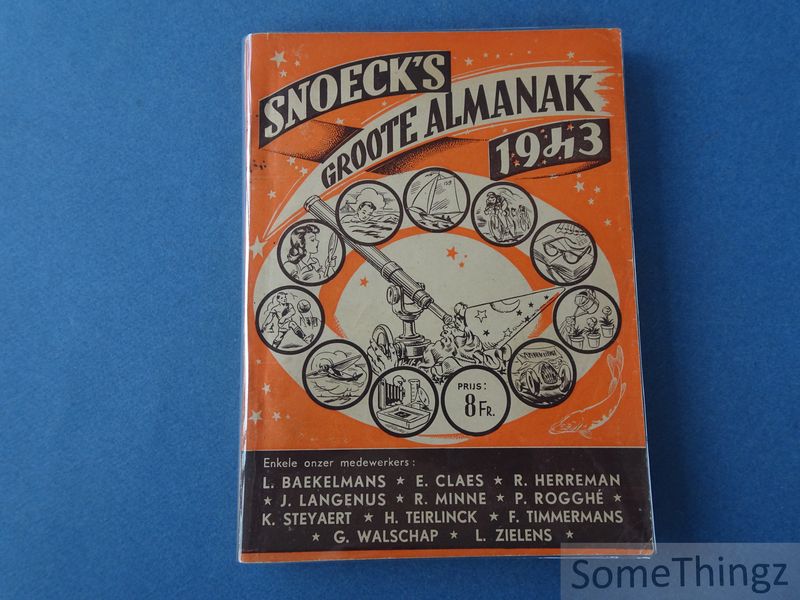 SNOECK'S
GROOTE ALMANAK
1943
PRIJS:
8 FR.
Enkele onzer medewerkers:
L. BAEKELMANS ★ E. CLAES ★ R. HERREMAN
★ J. LANGENUS ★ R. MINNE ★ P. ROGGHÉ ★
K. STEYAERT ★ H. TEIRLINCK ★ F. TIMMERMANS
★ G. WALSCHAP ★ L. ZIELENS ★
SomeThingz